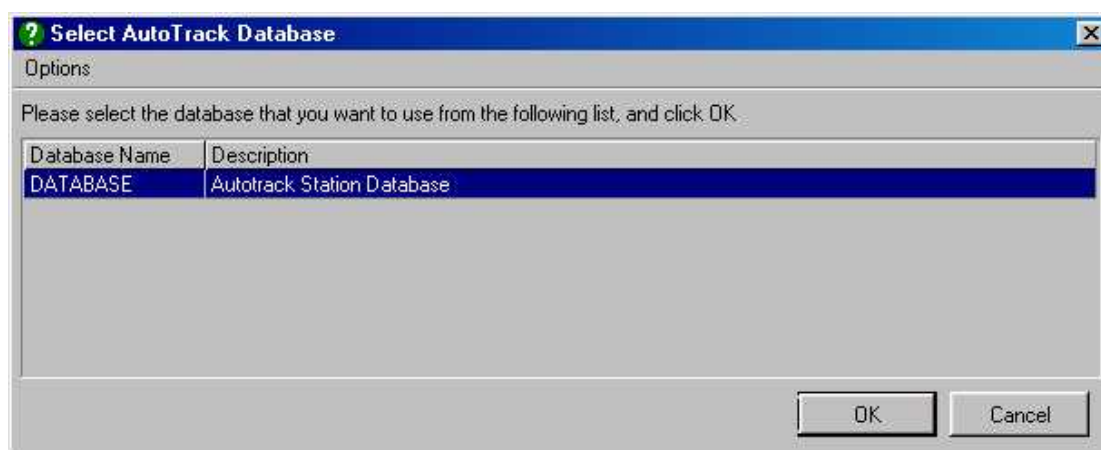 Select AutoTrack Database
Options
Please select the database that you want to use from the following list, and click OK
Database Name Description
DATABASE Autotrack Station Database
OK Cancel